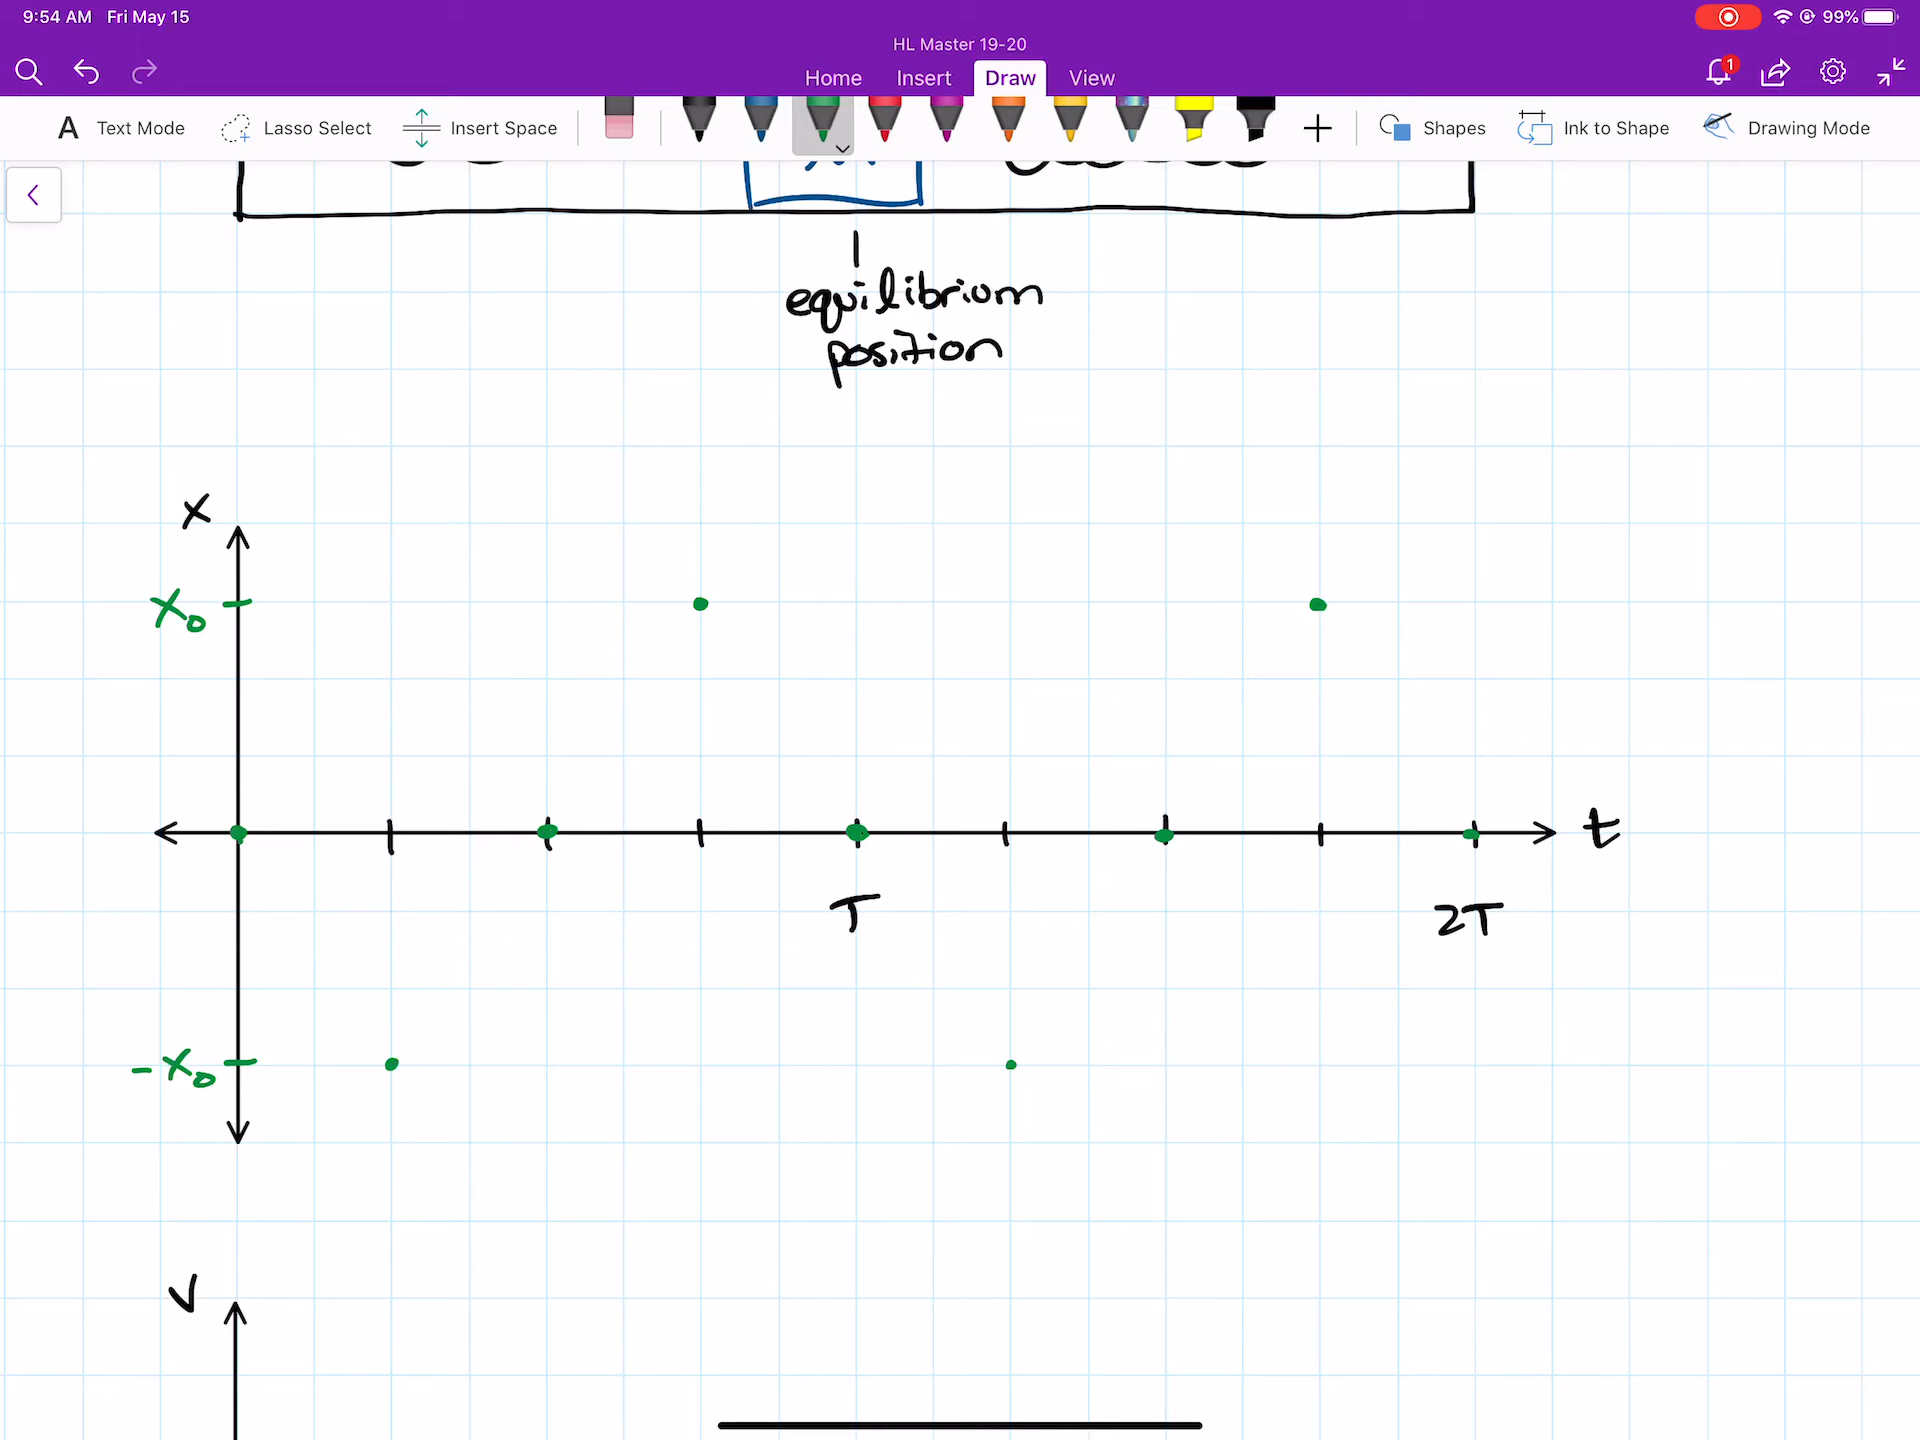 9:54 AM Fri May 15
99%
HL Master 19-20
Home Insert Draw View
1
A Text Mode Lasso Select Insert Space Shapes Ink to Shape Drawing Mode
equilibrium
position
x
x₀
t
T
2T
-x₀
v